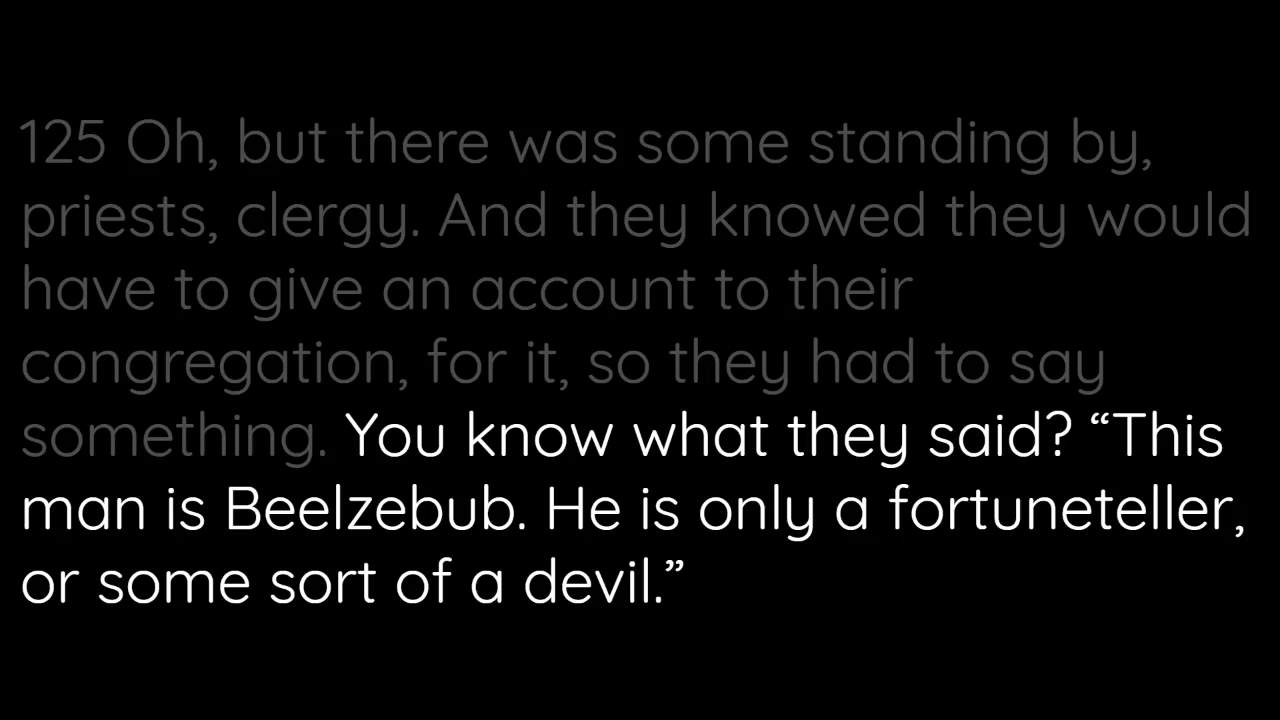 125 Oh, but there was some standing by,
priests, clergy. And they knowed they would
have to give an account to their
congregation, for it, so they had to say
something. You know what they said? “This
man is Beelzebub. He is only a fortuneteller,
or some sort of a devil.”